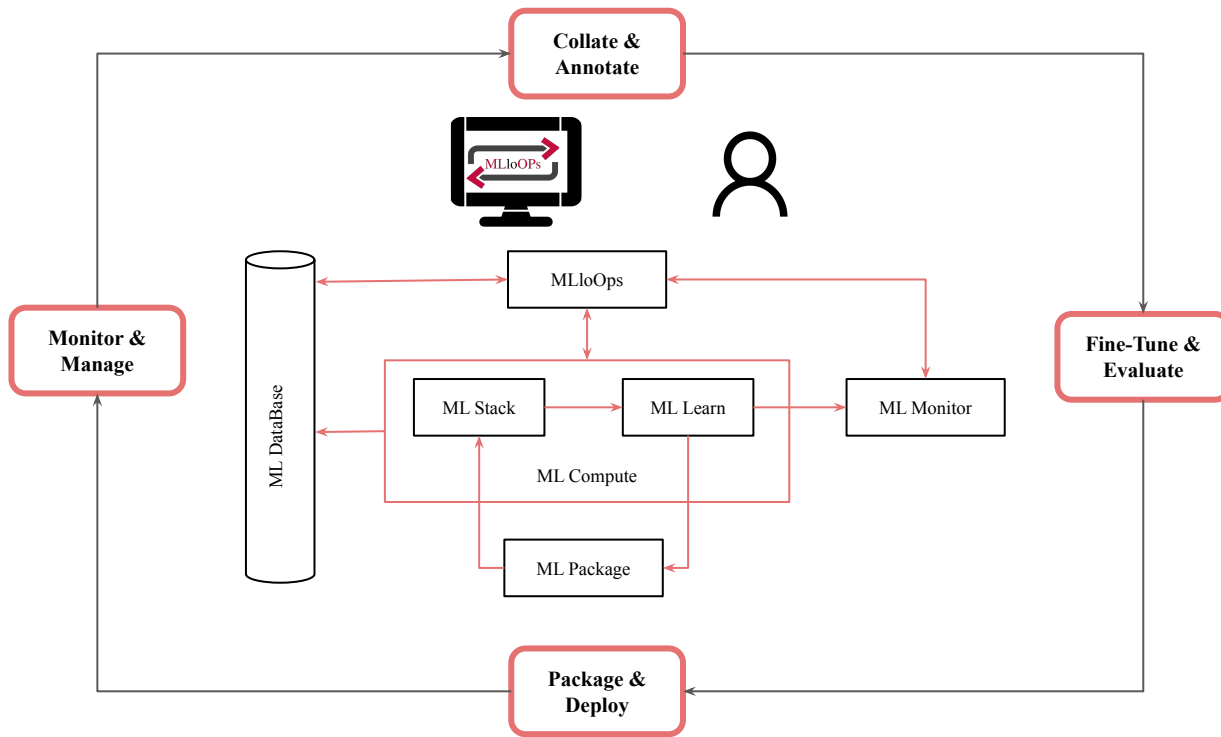 Collate &
Annotate
MLloOPs
MLloOps
Monitor &
Manage
Fine-Tune &
Evaluate
ML DataBase
ML Stack
ML Learn
ML Monitor
ML Compute
ML Package
Package &
Deploy